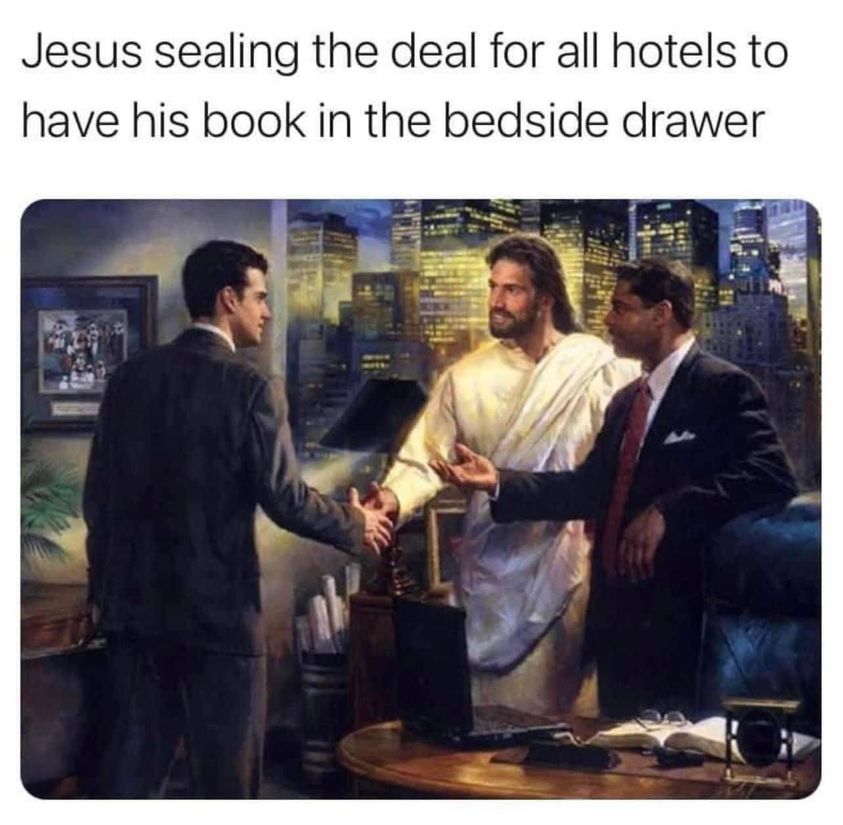 Jesus sealing the deal for all hotels to
have his book in the bedside drawer